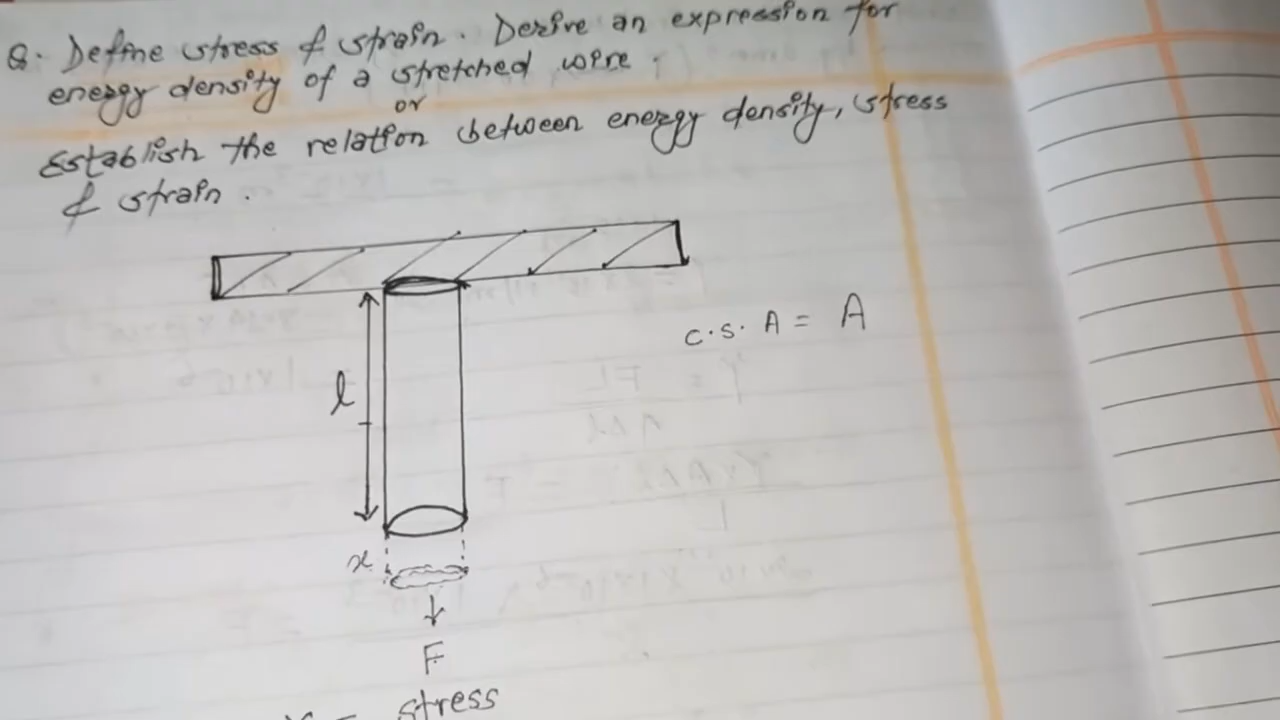 Q. Define stress & strain. Derive an expression for
energy density of a stretched wire.
or
Establish the relation between energy density, stress
& strain.
C.S. A = A
l
x
F
Y = stress